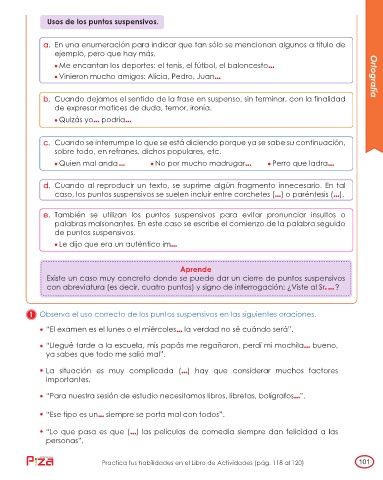 Usos de los puntos suspensivos.
a. En una enumeración para indicar que tan sólo se mencionan algunos a título de
ejemplo, pero que hay más.
• Me encantan los deportes: el tenis, el fútbol, el baloncesto...
• Vinieron mucho amigos: Alicia, Pedro, Juan...
b. Cuando dejamos el sentido de la frase en suspenso, sin terminar, con la finalidad
de expresar matices de duda, temor, ironía.
• Quizás yo... podría...
c. Cuando se interrumpe lo que se está diciendo porque ya se sabe su continuación,
sobre todo, en refranes, dichos populares, etc.
• Quien mal anda... • No por mucho madrugar... • Perro que ladra...
d. Cuando al reproducir un texto, se suprime algún fragmento innecesario. En tal
caso, los puntos suspensivos se suelen incluir entre corchetes [...] o paréntesis (...).
e. También se utilizan los puntos suspensivos para evitar pronunciar insultos o
palabras malsonantes. En este caso se escribe el comienzo de la palabra seguido
de puntos suspensivos.
• Le dijo que era un auténtico im...
Ortografía
Aprende
Existe un caso muy concreto donde se puede dar un cierre de puntos suspensivos
con abreviatura (es decir, cuatro puntos) y signo de interrogación: ¿Viste al Sr. ...?
1 Observa el uso correcto de los puntos suspensivos en las siguientes oraciones.
• "El examen es el lunes o el miércoles... la verdad no sé cuándo será".
• "Llegué tarde a la escuela, mis papás me regañaron, perdí mi mochila... bueno,
ya sabes que todo me salió mal".
• La situación es muy complicada (...) hay que considerar muchos factores
importantes.
• "Para nuestra sesión de estudio necesitamos libros, libretas, bolígrafos...".
• "Ese tipo es un... siempre se porta mal con todos".
• "Lo que pasa es que (...) las películas de comedia siempre dan felicidad a las
personas".
P:za
Practica tus habilidades en el Libro de Actividades (pág. 118 al 120)
101